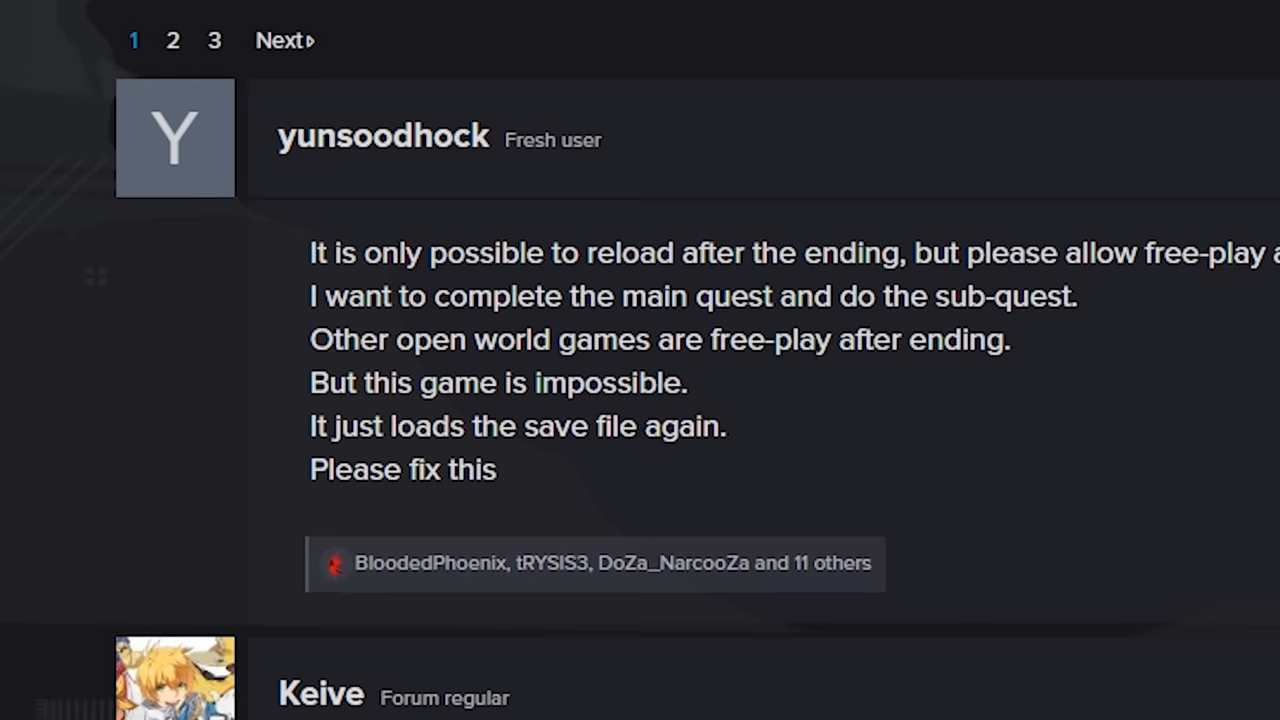 1 2 3 Next
Y
yunsoodhock Fresh user
It is only possible to reload after the ending, but please allow free-play a
I want to complete the main quest and do the sub-quest.
Other open world games are free-play after ending.
But this game is impossible.
It just loads the save file again.
Please fix this
BloodedPhoenix, tRYSIS3, DoZa_NarcooZa and 11 others
Keive Forum regular